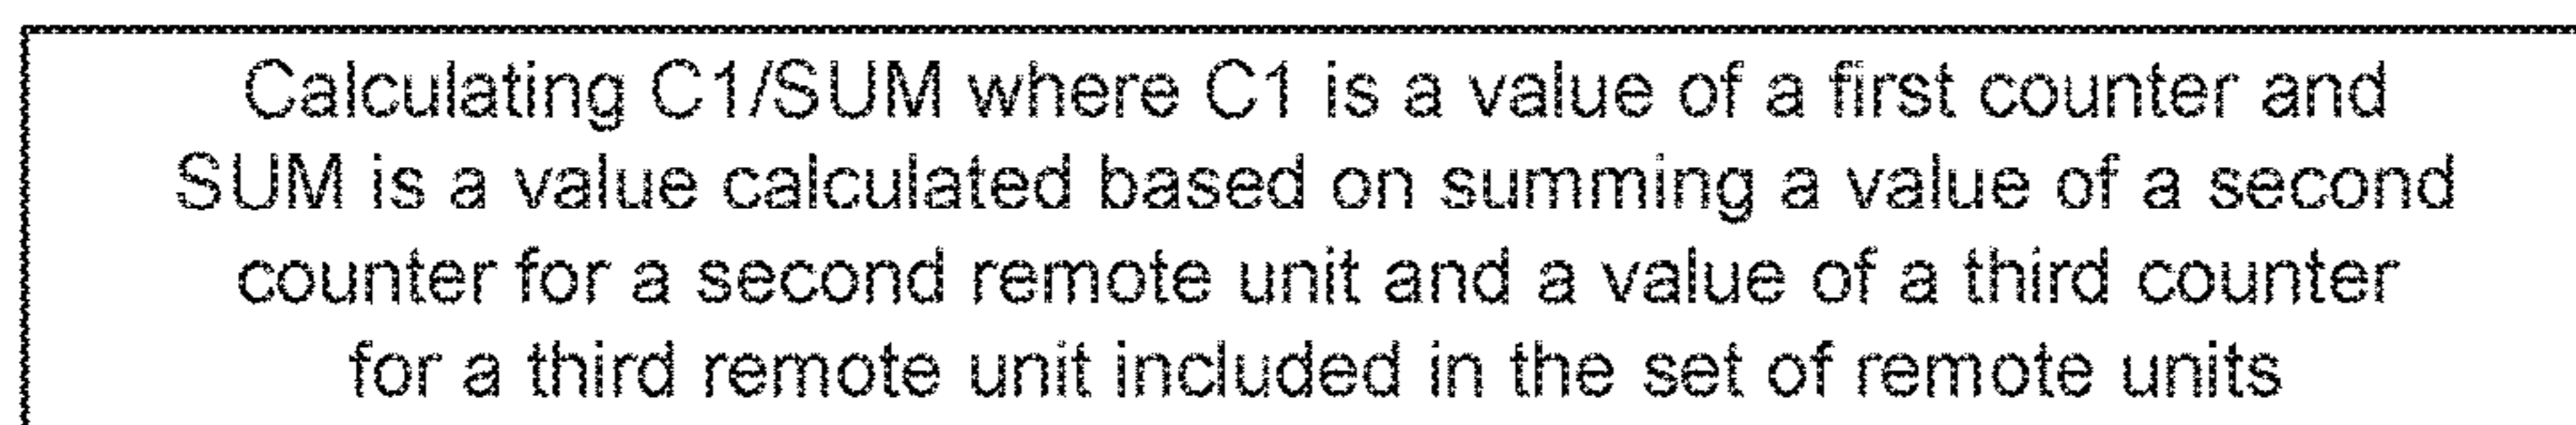 Calculating C1/SUM where C1 is a value of a first counter and
SUM is a value calculated based on summing a value of a second
counter for a second remote unit and a value of a third counter
for a third remote unit included in the set of remote units